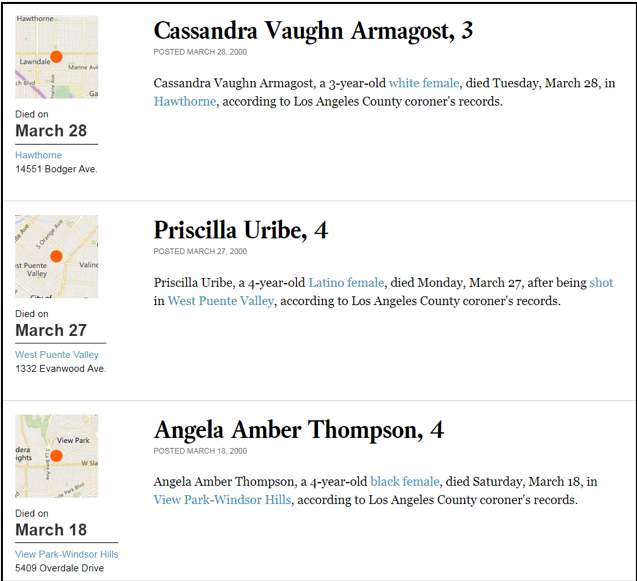 Hawthorne
Lawndale
Marine Ave
Ga
Died on
March 28
Hawthorne
14551 Bodger Ave.
Cassandra Vaughn Armagost, 3
POSTED MARCH 28, 2000
Cassandra Vaughn Armagost, a 3-year-old white female, died Tuesday, March 28, in
Hawthorne, according to Los Angeles County coroner's records.
S Orange Ave
st Puente
Valley
Valinc
City of
Died on
March 27
West Puente Valley
1332 Evanwood Ave.
Priscilla Uribe, 4
POSTED MARCH 27, 2000
Priscilla Uribe, a 4-year-old Latino female, died Monday, March 27, after being shot
in West Puente Valley, according to Los Angeles County coroner's records.
View Park
dera
ights
W Sla
Died on
March 18
View Park-Windsor Hills
5409 Overdale Drive
Angela Amber Thompson, 4
POSTED MARCH 18, 2000
Angela Amber Thompson, a 4-year-old black female, died Saturday, March 18, in
View Park-Windsor Hills, according to Los Angeles County coroner's records.